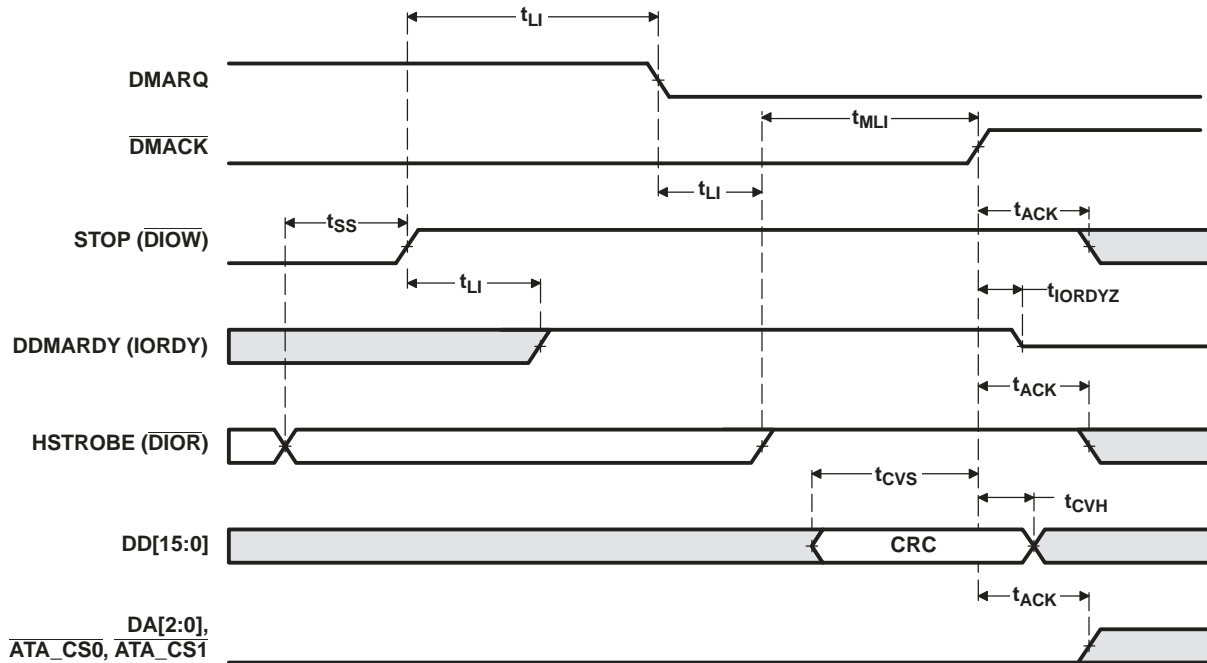 tLI
DMARQ
tMLI
DMACK
tLI
tSS
tACK
STOP (DIOW)
tLI
tIORDYZ
DDMARDY (IORDY)
tACK
HSTROBE (DIOR)
tCVS
tCVH
DD[15:0]
CRC
tACK
DA[2:0],
ATA_CS0, ATA_CS1